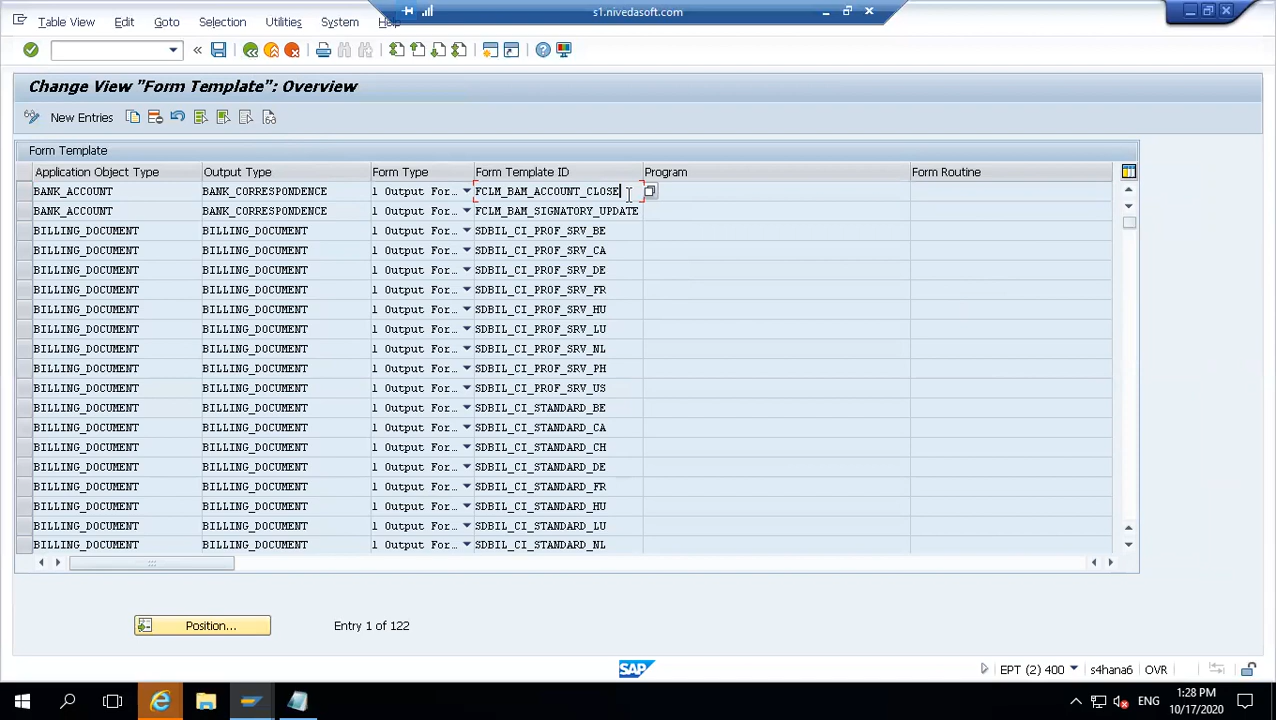 s1.nivedasoft.com
Table View Edit Goto Selection Utilities System Help
Change View "Form Template": Overview
New Entries
Form Template
Application Object Type Output Type Form Type Form Template ID Program Form Routine
BANK_ACCOUNT BANK_CORRESPONDENCE 1 Output For... FCLM_BAM_ACCOUNT_CLOSE
BANK_ACCOUNT BANK_CORRESPONDENCE 1 Output For... FCLM_BAM_SIGNATORY_UPDATE
BILLING_DOCUMENT BILLING_DOCUMENT 1 Output For... SDBIL_CI_PROF_SRV_BE
BILLING_DOCUMENT BILLING_DOCUMENT 1 Output For... SDBIL_CI_PROF_SRV_CA
BILLING_DOCUMENT BILLING_DOCUMENT 1 Output For... SDBIL_CI_PROF_SRV_DE
BILLING_DOCUMENT BILLING_DOCUMENT 1 Output For... SDBIL_CI_PROF_SRV_FR
BILLING_DOCUMENT BILLING_DOCUMENT 1 Output For... SDBIL_CI_PROF_SRV_HU
BILLING_DOCUMENT BILLING_DOCUMENT 1 Output For... SDBIL_CI_PROF_SRV_LU
BILLING_DOCUMENT BILLING_DOCUMENT 1 Output For... SDBIL_CI_PROF_SRV_NL
BILLING_DOCUMENT BILLING_DOCUMENT 1 Output For... SDBIL_CI_PROF_SRV_PH
BILLING_DOCUMENT BILLING_DOCUMENT 1 Output For... SDBIL_CI_PROF_SRV_US
BILLING_DOCUMENT BILLING_DOCUMENT 1 Output For... SDBIL_CI_STANDARD_BE
BILLING_DOCUMENT BILLING_DOCUMENT 1 Output For... SDBIL_CI_STANDARD_CA
BILLING_DOCUMENT BILLING_DOCUMENT 1 Output For... SDBIL_CI_STANDARD_CH
BILLING_DOCUMENT BILLING_DOCUMENT 1 Output For... SDBIL_CI_STANDARD_DE
BILLING_DOCUMENT BILLING_DOCUMENT 1 Output For... SDBIL_CI_STANDARD_FR
BILLING_DOCUMENT BILLING_DOCUMENT 1 Output For... SDBIL_CI_STANDARD_HU
BILLING_DOCUMENT BILLING_DOCUMENT 1 Output For... SDBIL_CI_STANDARD_LU
BILLING_DOCUMENT BILLING_DOCUMENT 1 Output For... SDBIL_CI_STANDARD_NL
Position... Entry 1 of 122
SAP EPT (2) 400 s4hana6 OVR
ENG 1:28 PM
10/17/2020